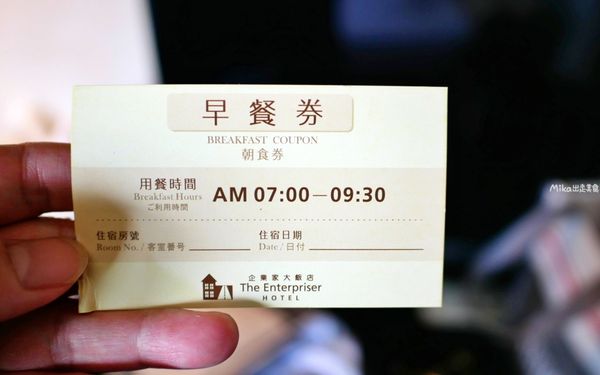 早餐券
BREAKFAST COUPON
朝食券
用餐時間
Breakfast Hours
ご利用時間
AM 07:00—09:30
住宿房號
Room No. / 客室番号
住宿日期
Date / 日付
企業家大飯店
The Enterpriser
HOTEL
Mika出走美食